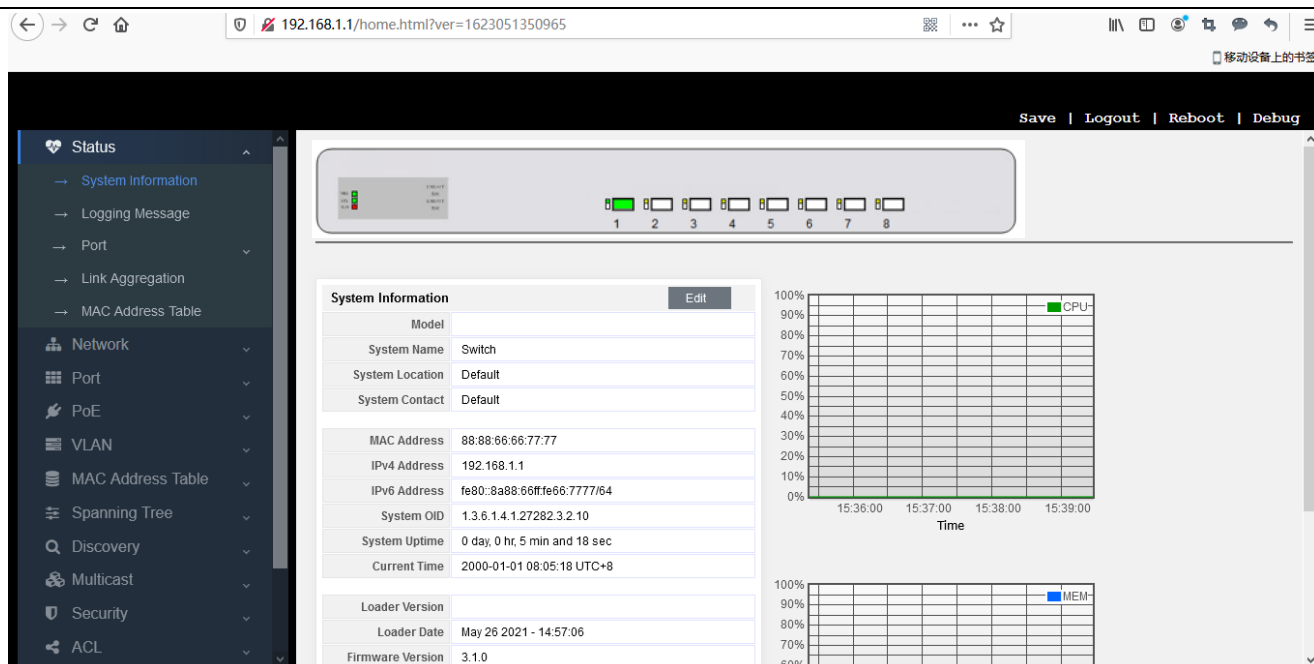 192.168.1.1/home.html?ver=1623051350965
移动设备上的书签
Save | Logout | Reboot | Debug
Status
System Information
Logging Message
Port
Link Aggregation
MAC Address Table
Network
Port
PoE
VLAN
MAC Address Table
Spanning Tree
Discovery
Multicast
Security
ACL
1 2 3 4 5 6 7 8
System Information Edit
Model
System Name Switch
System Location Default
System Contact Default
MAC Address 88:88:66:66:77:77
IPv4 Address 192.168.1.1
IPv6 Address fe80::8a88:66ff:fe66:7777/64
System OID 1.3.6.1.4.1.27282.3.2.10
System Uptime 0 day, 0 hr, 5 min and 18 sec
Current Time 2000-01-01 08:05:18 UTC+8
Loader Version
Loader Date May 26 2021 - 14:57:06
Firmware Version 3.1.0
100%
CPU
90%
80%
70%
60%
50%
40%
30%
20%
10%
0%
15:36:00 15:37:00 15:38:00 15:39:00
Time
100%
MEM
90%
80%
70%
60%